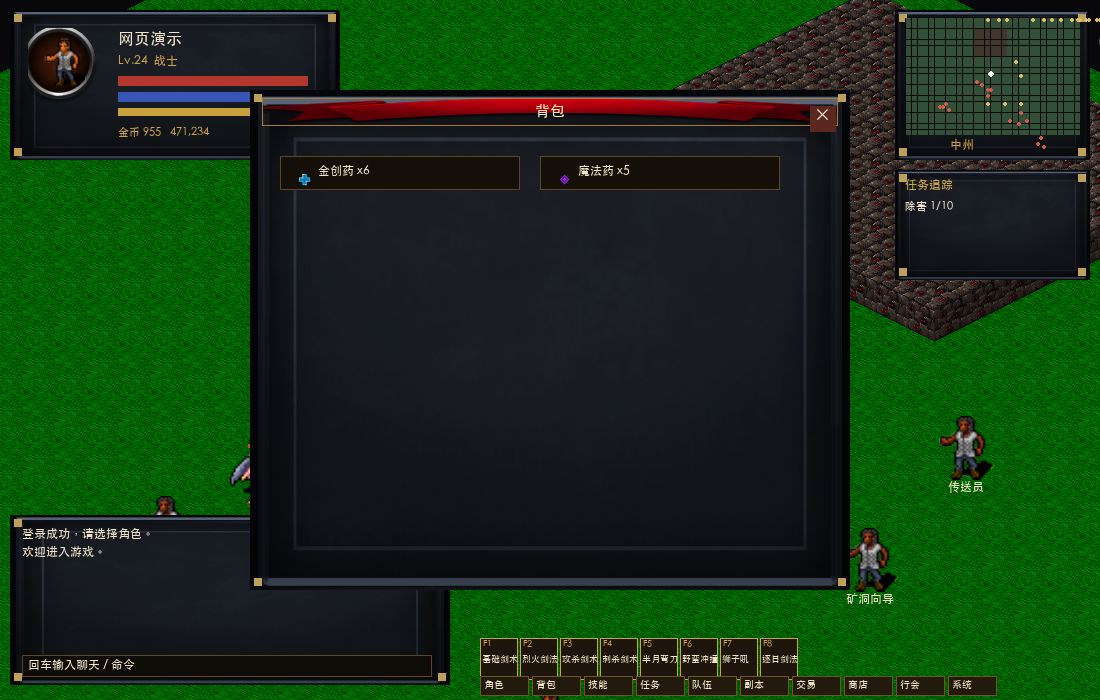 网页演示
Lv.24 战士
金币 955 471,234
背包
金创药 x6
魔法药 x5
中州
任务追踪
除害 1/10
传送员
矿洞向导
登录成功，请选择角色。
欢迎进入游戏。
回车输入聊天 / 命令
F1 F2 F3 F4 F5 F6 F7 F8
基础剑术 烈火剑法 攻杀剑术 刺杀剑术 半月弯刀 野蛮冲撞 狮子吼 逐日剑法
角色 背包 技能 任务 队伍 副本 交易 商店 行会 系统